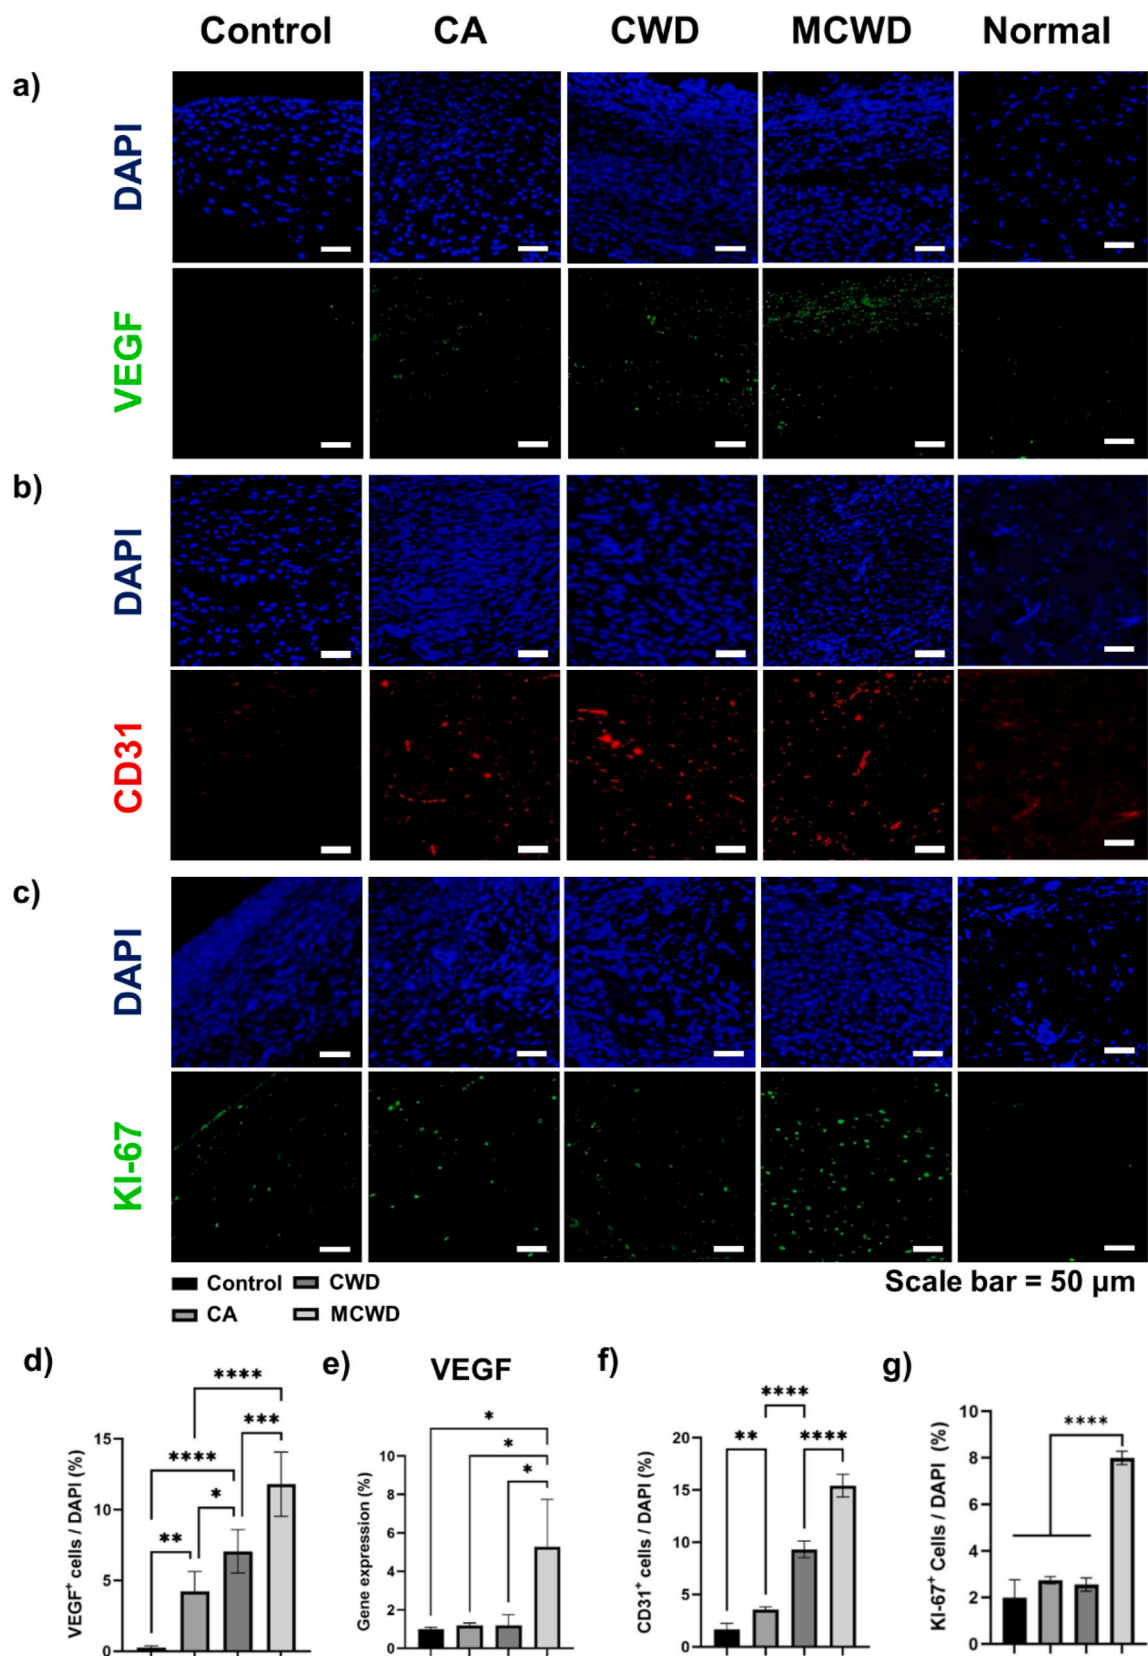 Control CA CWD MCWD Normal
a)
DAPI
VEGF
b)
DAPI
CD31
c)
DAPI
KI-67
Control CWD
CA MCWD
Scale bar = 50 µm
d)
VEGF⁺ cells / DAPI (%)
15
10
5
0
**
*
****
***
****
e)
VEGF
Gene expression (%)
10
8
6
4
2
0
*
*
*
f)
CD31⁺ cells / DAPI (%)
20
15
10
5
0
**
****
****
g)
KI-67⁺ Cells / DAPI (%)
10
8
6
4
2
0
****